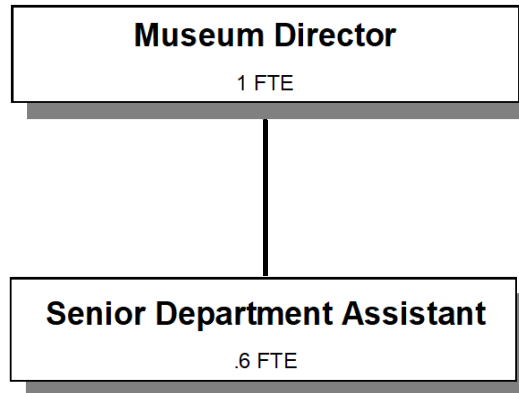 Museum Director
1 FTE
Senior Department Assistant
.6 FTE